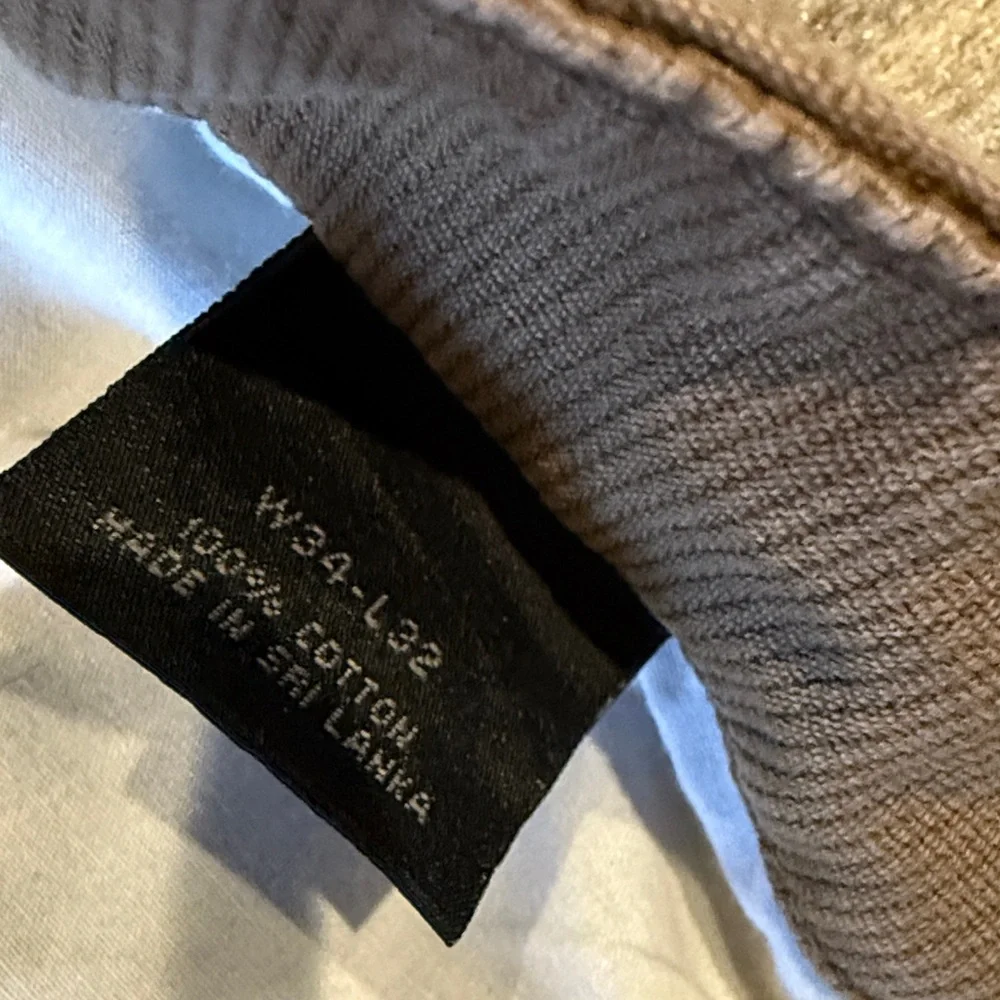 W34-L32
100% COTTON
MADE IN SRI LANKA